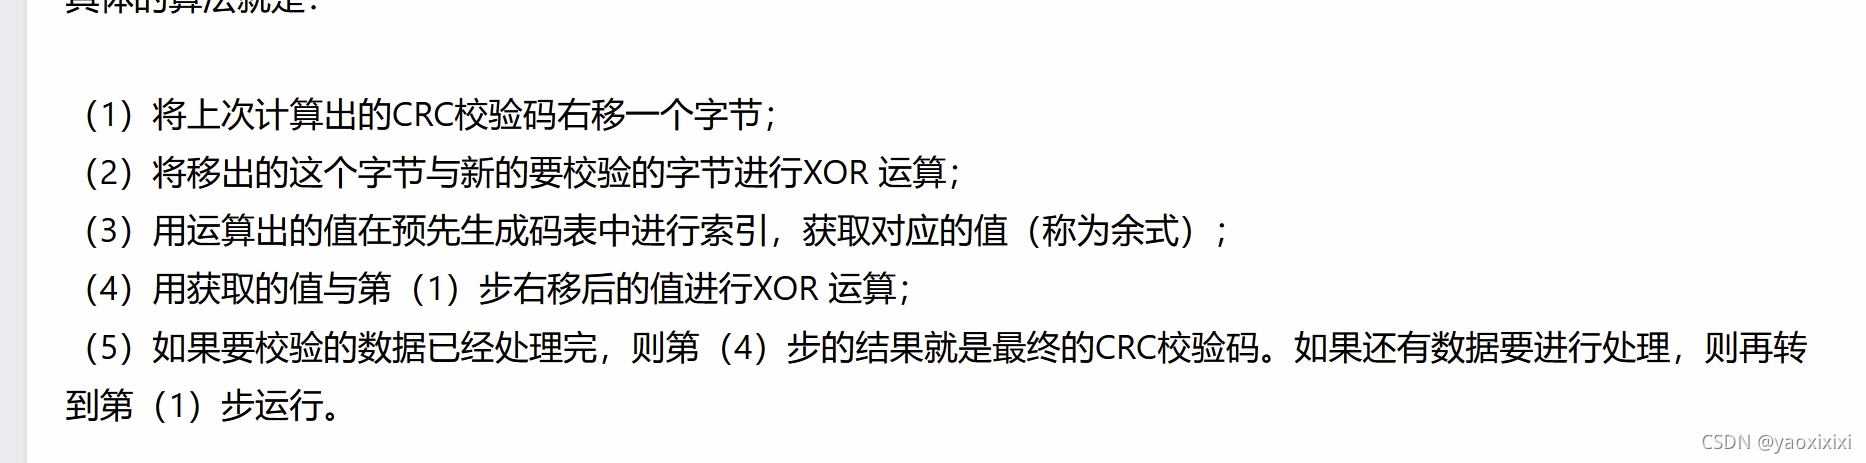 具体的算法就是：
（1）将上次计算出的CRC校验码右移一个字节；
（2）将移出的这个字节与新的要校验的字节进行XOR 运算；
（3）用运算出的值在预先生成码表中进行索引，获取对应的值（称为余式）；
（4）用获取的值与第（1）步右移后的值进行XOR 运算；
（5）如果要校验的数据已经处理完，则第（4）步的结果就是最终的CRC校验码。如果还有数据要进行处理，则再转
到第（1）步运行。
CSDN @yaoxixixi